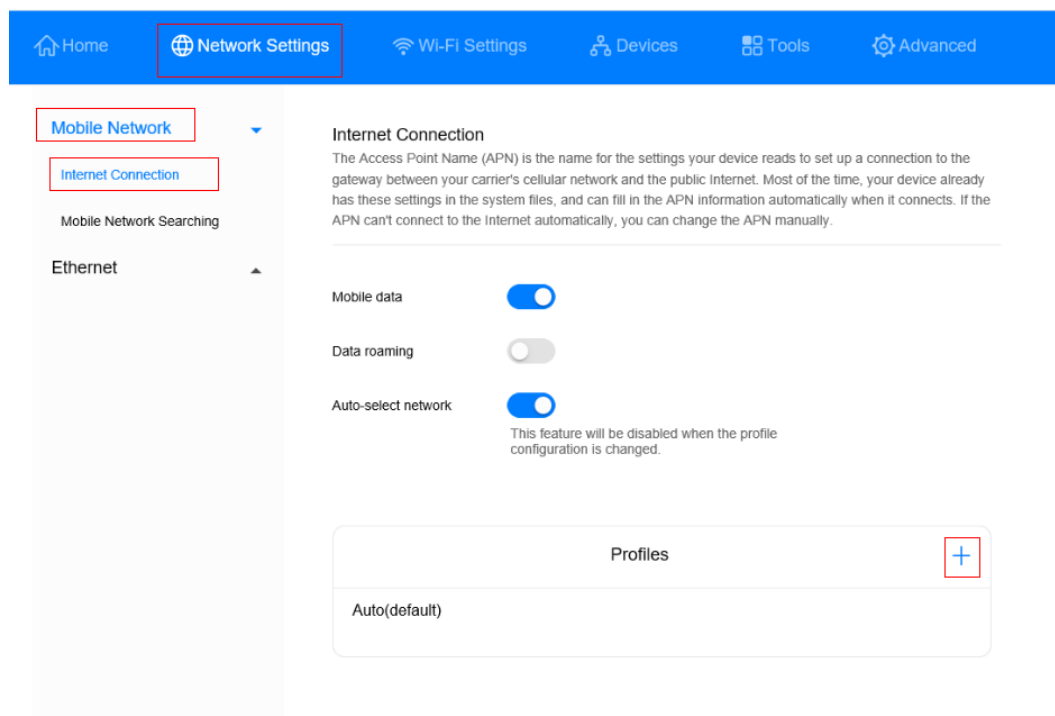 Home Network Settings Wi-Fi Settings Devices Tools Advanced
Mobile Network
Internet Connection
Mobile Network Searching
Ethernet
Internet Connection
The Access Point Name (APN) is the name for the settings your device reads to set up a connection to the
gateway between your carrier's cellular network and the public Internet. Most of the time, your device already
has these settings in the system files, and can fill in the APN information automatically when it connects. If the
APN can't connect to the Internet automatically, you can change the APN manually.
Mobile data
Data roaming
Auto-select network
This feature will be disabled when the profile
configuration is changed.
Profiles
Auto(default)